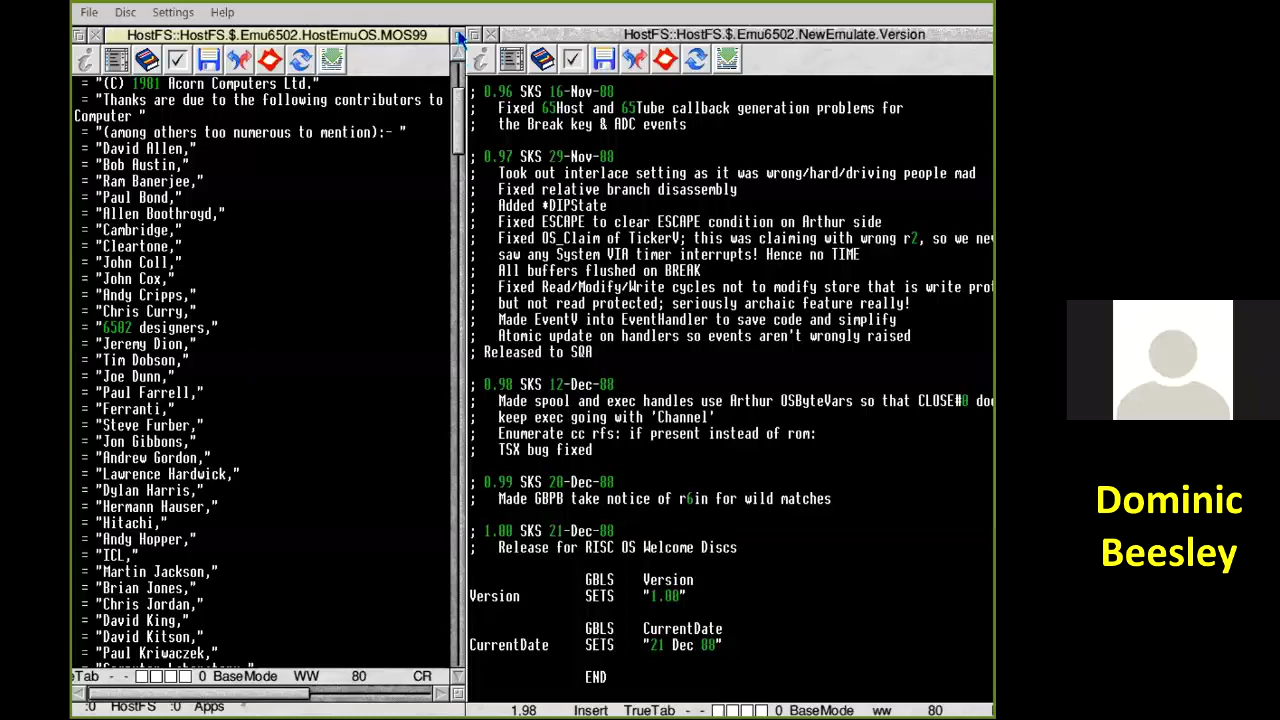 File Disc Settings Help
HostFS::HostFS.$.Emu6502.HostEmuOS.MOS99
= "(C) 1981 Acorn Computers Ltd."
= "Thanks are due to the following contributors to
Computer "
= "(among others too numerous to mention):- "
= "David Allen,"
= "Bob Austin,"
= "Ram Banerjee,"
= "Paul Bond,"
= "Allen Boothroyd,"
= "Cambridge,"
= "Cleartone,"
= "John Coll,"
= "John Cox,"
= "Andy Cripps,"
= "Chris Curry,"
= "6502 designers,"
= "Jeremy Dion,"
= "Tim Dobson,"
= "Joe Dunn,"
= "Paul Farrell,"
= "Ferranti,"
= "Steve Furber,"
= "Jon Gibbons,"
= "Andrew Gordon,"
= "Lawrence Hardwick,"
= "Dylan Harris,"
= "Hermann Hauser,"
= "Hitachi,"
= "Andy Hopper,"
= "ICL,"
= "Martin Jackson,"
= "Brian Jones,"
= "Chris Jordan,"
= "David King,"
= "David Kitson,"
= "Paul Kriwaczek,"
eTab - - 0 BaseMode WW 80 CR
:0 HostFS :0 Apps
HostFS::HostFS.$.Emu6502.NewEmulate.Version
; 0.96 SKS 16-Nov-88
; Fixed 65Host and 65Tube callback generation problems for
; the Break key & ADC events
; 0.97 SKS 29-Nov-88
; Took out interlace setting as it was wrong/hard/driving people mad
; Fixed relative branch disassembly
; Added *DIPState
; Fixed ESCAPE to clear ESCAPE condition on Arthur side
; Fixed OS_Claim of TickerV; this was claiming with wrong r2, so we nev
; saw any System VIA timer interrupts! Hence no TIME
; All buffers flushed on BREAK
; Fixed Read/Modify/Write cycles not to modify store that is write prot
; but not read protected; seriously archaic feature really!
; Made EventV into EventHandler to save code and simplify
; Atomic update on handlers so events aren't wrongly raised
; Released to SQA
; 0.98 SKS 12-Dec-88
; Made spool and exec handles use Arthur OSByteVars so that CLOSE#0 doe
; keep exec going with 'Channel'
; Enumerate cc rfs: if present instead of rom:
; TSX bug fixed
; 0.99 SKS 20-Dec-88
; Made GBPB take notice of r6in for wild matches
; 1.00 SKS 21-Dec-88
; Release for RISC OS Welcome Discs
GBLS Version
Version SETS "1.00"
GBLS CurrentDate
CurrentDate SETS "21 Dec 88"
END
1.98 Insert TrueTab - - 0 BaseMode ww 80
Dominic
Beesley